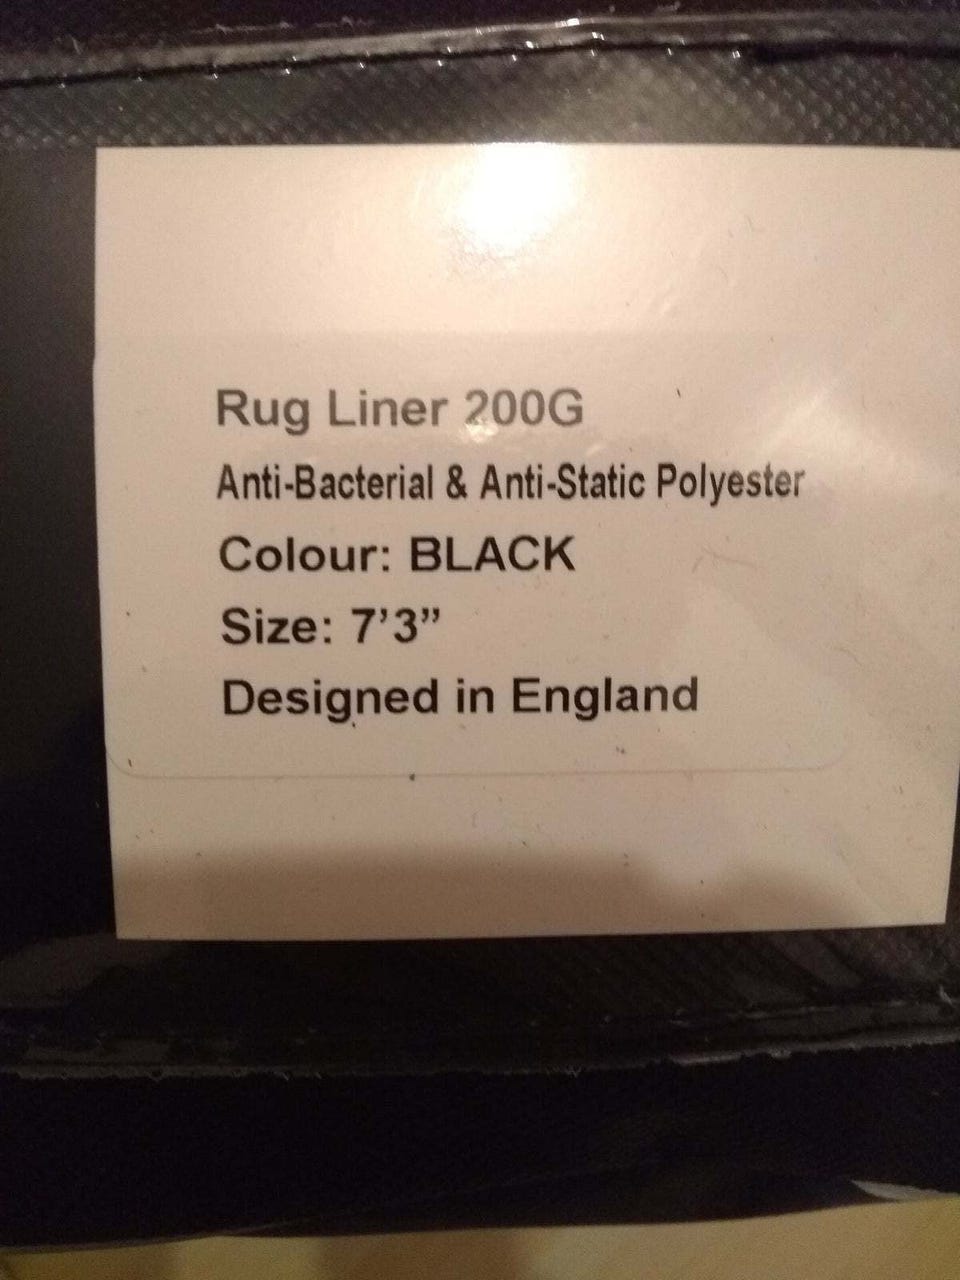 Rug Liner 200G
Anti-Bacterial & Anti-Static Polyester
Colour: BLACK
Size: 7’3”
Designed in England